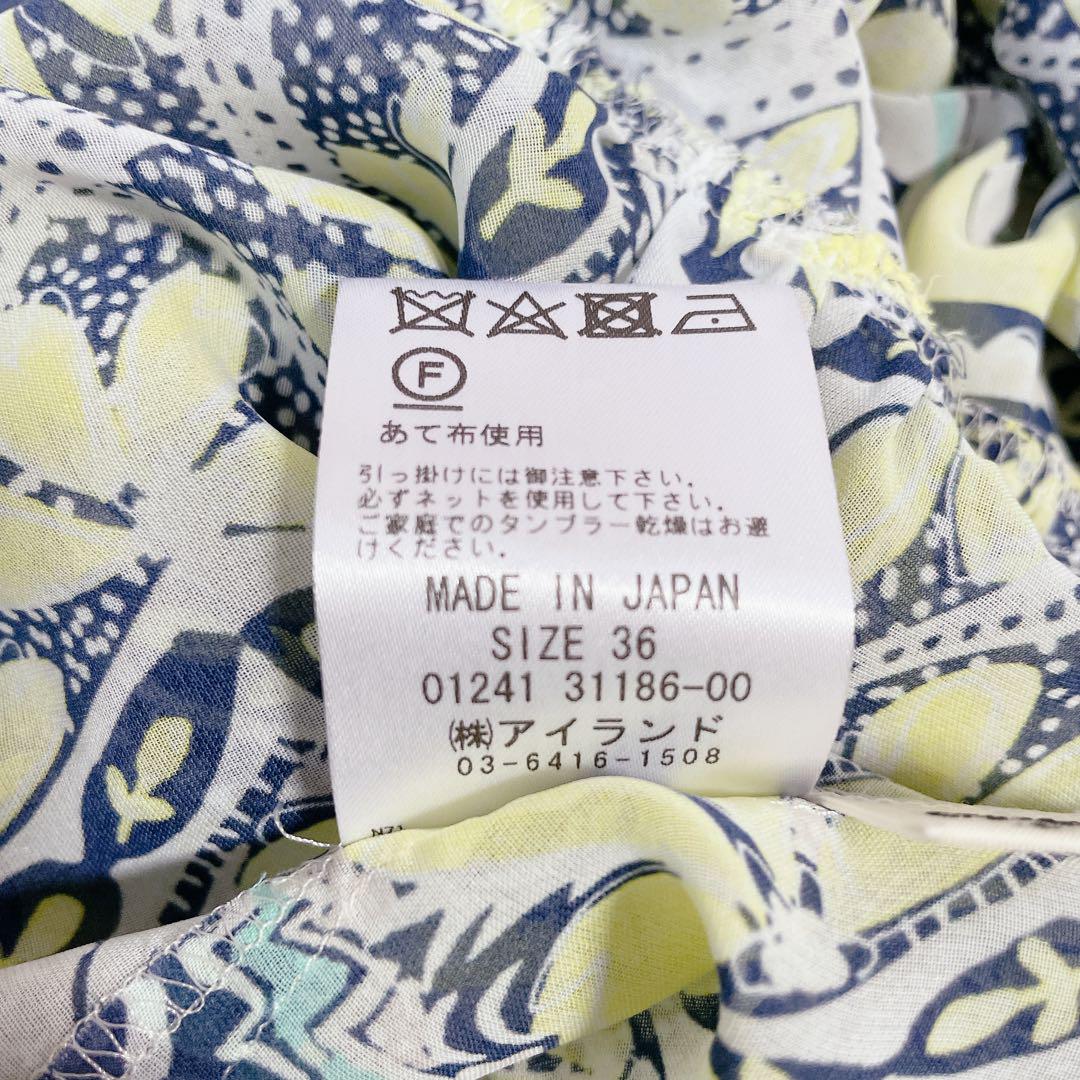 F
あて布使用
引っ掛けには御注意下さい.
必ずネットを使用して下さい.
ご家庭でのタンブラー乾燥はお避
けください.
MADE IN JAPAN
SIZE 36
01241 31186-00
㈱アイランド
03-6416-1508